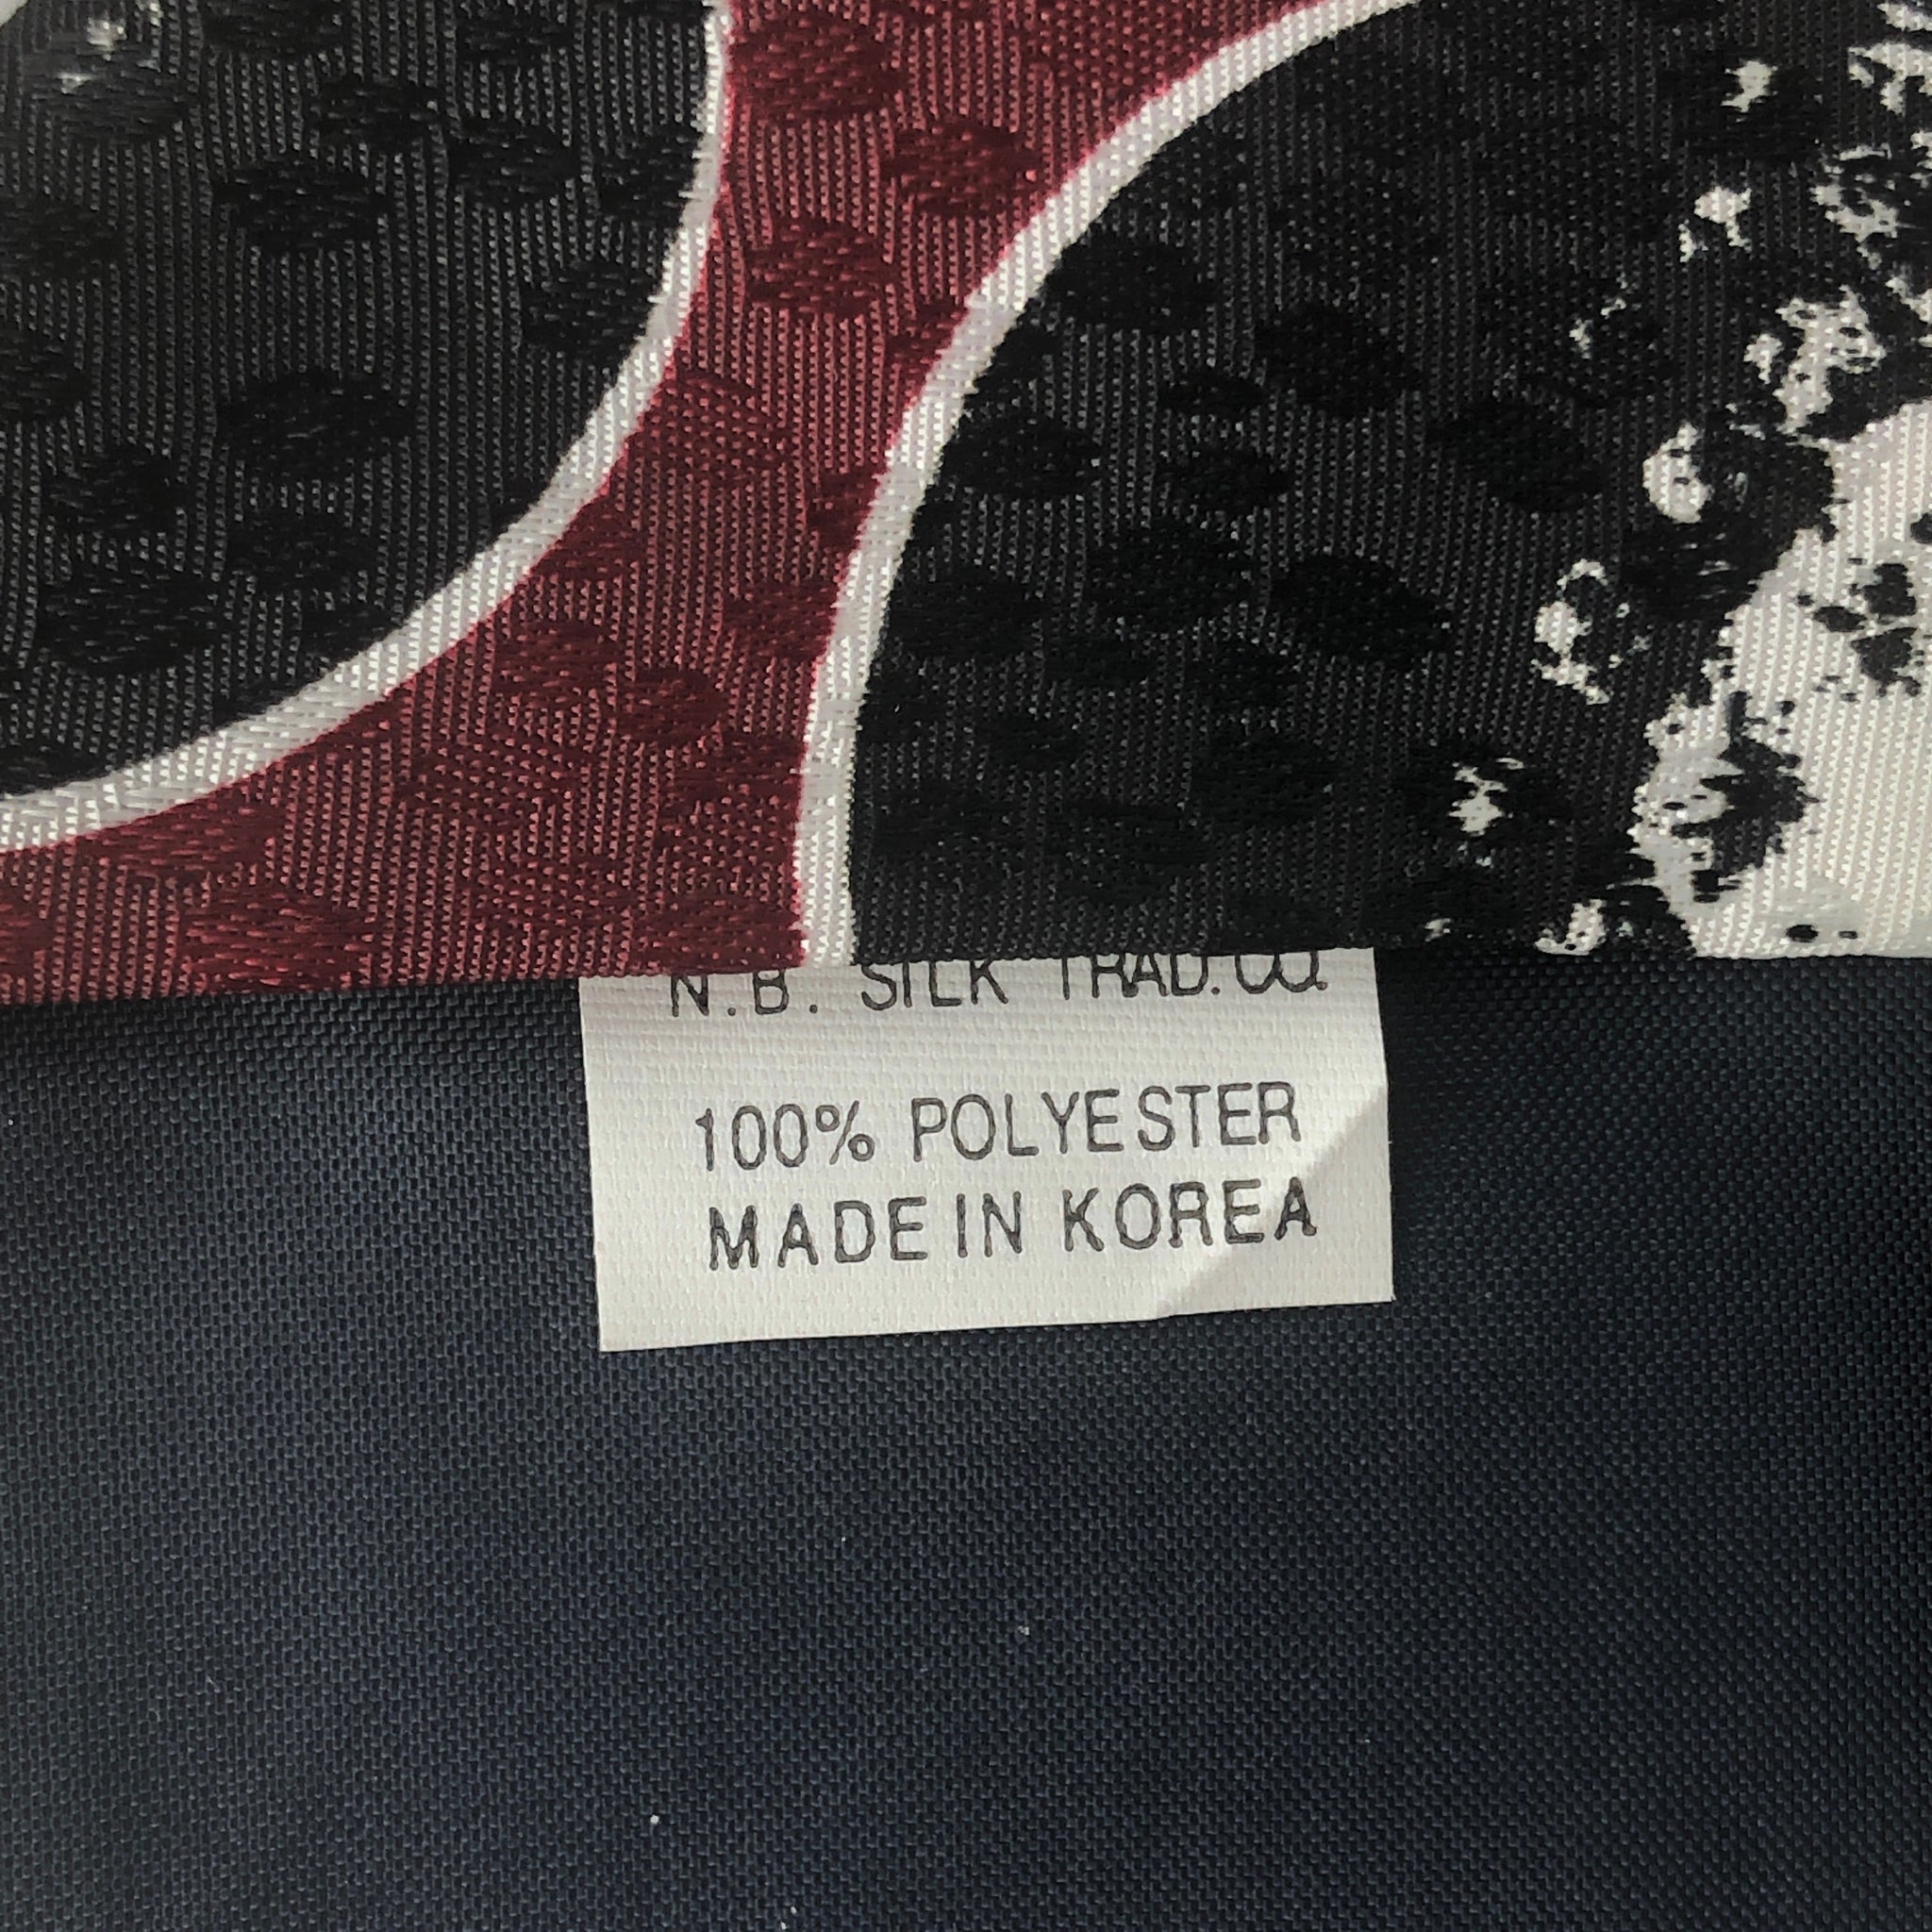 N.B. SILK TRAD.CO.
100% POLYESTER
MADE IN KOREA